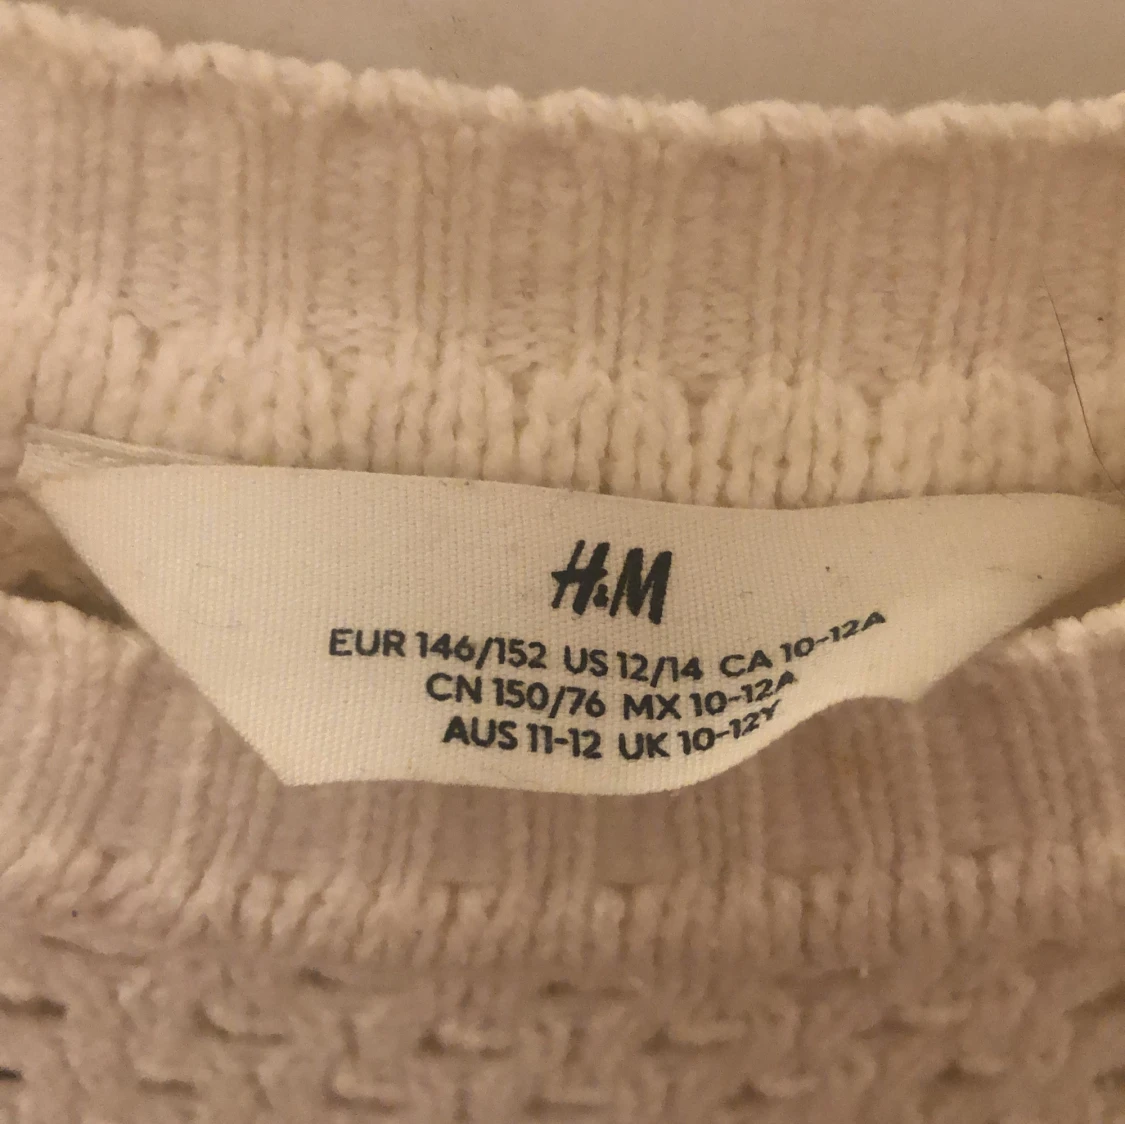 H&M
EUR 146/152 US 12/14 CA 10-12A
CN 150/76 MX 10-12A
AUS 11-12 UK 10-12Y